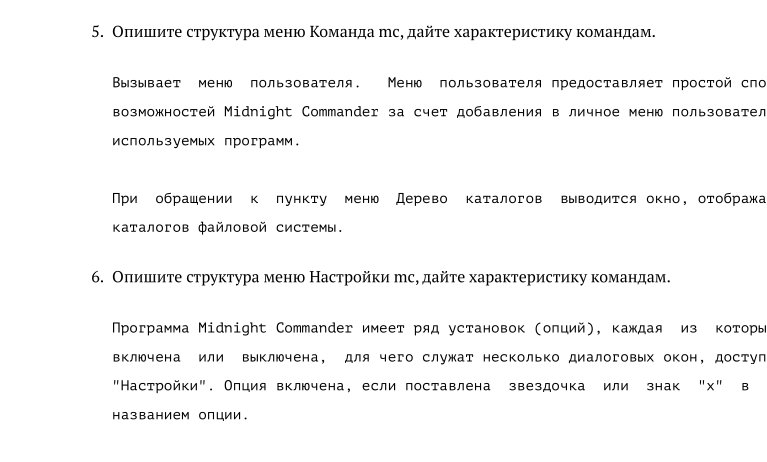 5. Опишите структура меню Команда mc, дайте характеристику командам.
Вызывает меню пользователя. Меню пользователя предоставляет простой спо
возможностей Midnight Commander за счет добавления в личное меню пользовател
используемых программ.
При обращении к пункту меню Дерево каталогов выводится окно, отобража
каталогов файловой системы.
6. Опишите структура меню Настройки mc, дайте характеристику командам.
Программа Midnight Commander имеет ряд установок (опций), каждая из которы
включена или выключена, для чего служат несколько диалоговых окон, доступ
"Настройки". Опция включена, если поставлена звездочка или знак "x" в
названием опции.